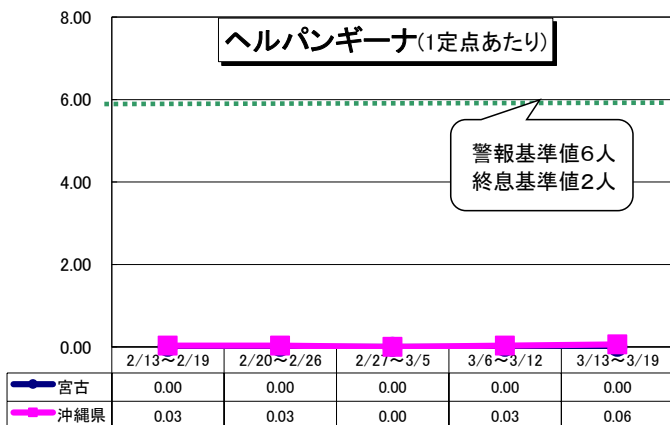 ヘルパンギーナ(1定点あたり)
8.00
6.00
4.00
2.00
0.00
警報基準値6人
終息基準値2人
2/13～2/19 2/20～2/26 2/27～3/5 3/6～3/12 3/13～3/19
宮古 0.00 0.00 0.00 0.00 0.00
沖縄県 0.03 0.03 0.00 0.03 0.06